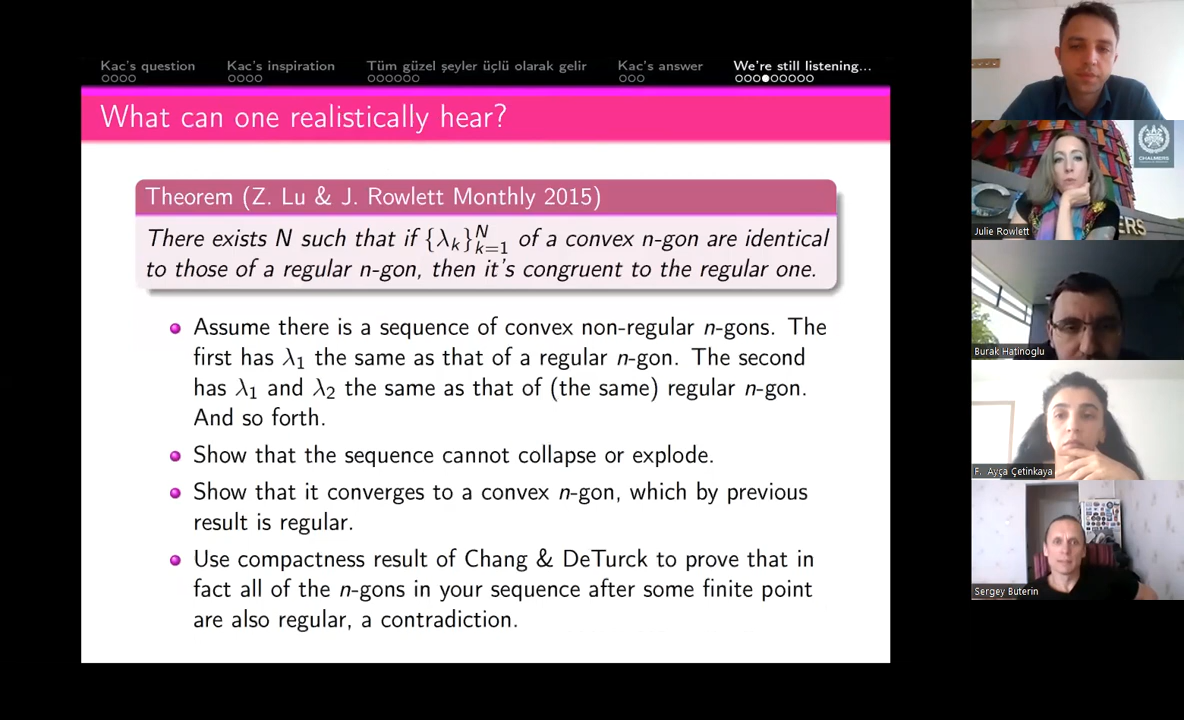 Kac's question Kac's inspiration Tüm güzel şeyler üçlü olarak gelir Kac's answer We're still listening...
What can one realistically hear?
Theorem (Z. Lu & J. Rowlett Monthly 2015)
There exists N such that if {λₖ}ᴺₖ₌₁ of a convex n-gon are identical
to those of a regular n-gon, then it's congruent to the regular one.
Assume there is a sequence of convex non-regular n-gons. The
first has λ₁ the same as that of a regular n-gon. The second
has λ₁ and λ₂ the same as that of (the same) regular n-gon.
And so forth.
Show that the sequence cannot collapse or explode.
Show that it converges to a convex n-gon, which by previous
result is regular.
Use compactness result of Chang & DeTurck to prove that in
fact all of the n-gons in your sequence after some finite point
are also regular, a contradiction.
CHALMERS
C
ERS
Julie Rowlett
Burak Hatinoglu
F. Ayça Çetinkaya
Sergey Buterin